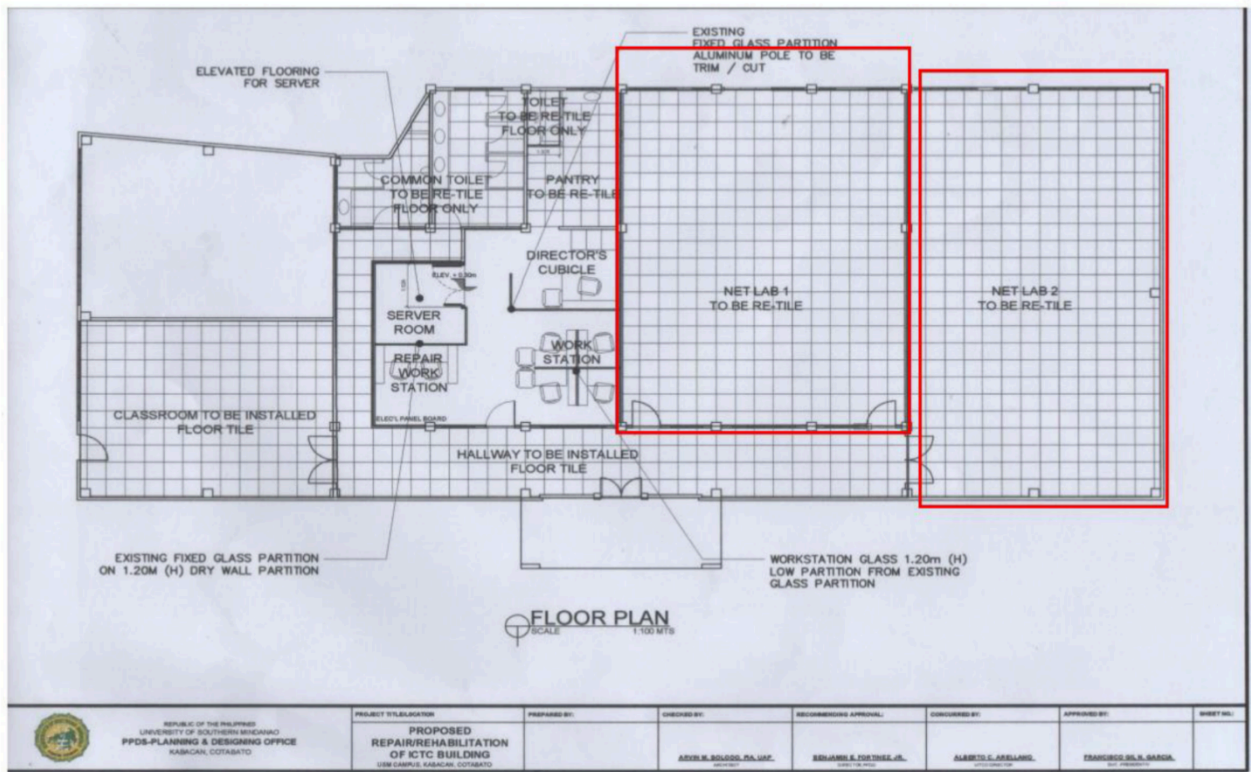 EXISTING
FIXED GLASS PARTITION
ALUMINUM POLE TO BE
TRIM / CUT
ELEVATED FLOORING
FOR SERVER
TOILET
TO BE RE-TILE
FLOOR ONLY
COMMON TOILET
TO BE RE-TILE
FLOOR ONLY
PANTRY
TO BE RE-TILE
DIRECTOR'S
CUBICLE
NET LAB 1
TO BE RE-TILE
NET LAB 2
TO BE RE-TILE
SERVER
ROOM
WORK
STATION
REPAIR
WORK
STATION
CLASSROOM TO BE INSTALLED
FLOOR TILE
ELEC'L PANEL BOARD
HALLWAY TO BE INSTALLED
FLOOR TILE
EXISTING FIXED GLASS PARTITION
ON 1.20M (H) DRY WALL PARTITION
WORKSTATION GLASS 1.20m (H)
LOW PARTITION FROM EXISTING
GLASS PARTITION
FLOOR PLAN
SCALE 1:100 MTS
REPUBLIC OF THE PHILIPPINES
UNIVERSITY OF SOUTHERN MINDANAO
PPDS-PLANNING & DESIGNING OFFICE
KABACAN, COTABATO
PROJECT TITLE/LOCATION
PROPOSED
REPAIR/REHABILITATION
OF ICTC BUILDING
USM CAMPUS, KABACAN, COTABATO
PREPARED BY:
CHECKED BY:
ARVIN M. SOLOGO, RA, UAP
ARCHITECT
RECOMMENDING APPROVAL:
BENJAMIN E. FORTINEZ, JR.
CONCURRED BY:
ALBERTO C. ARELLANO
APPROVED BY:
FRANCISCO GIL N. GARCIA
SHEET NO.: